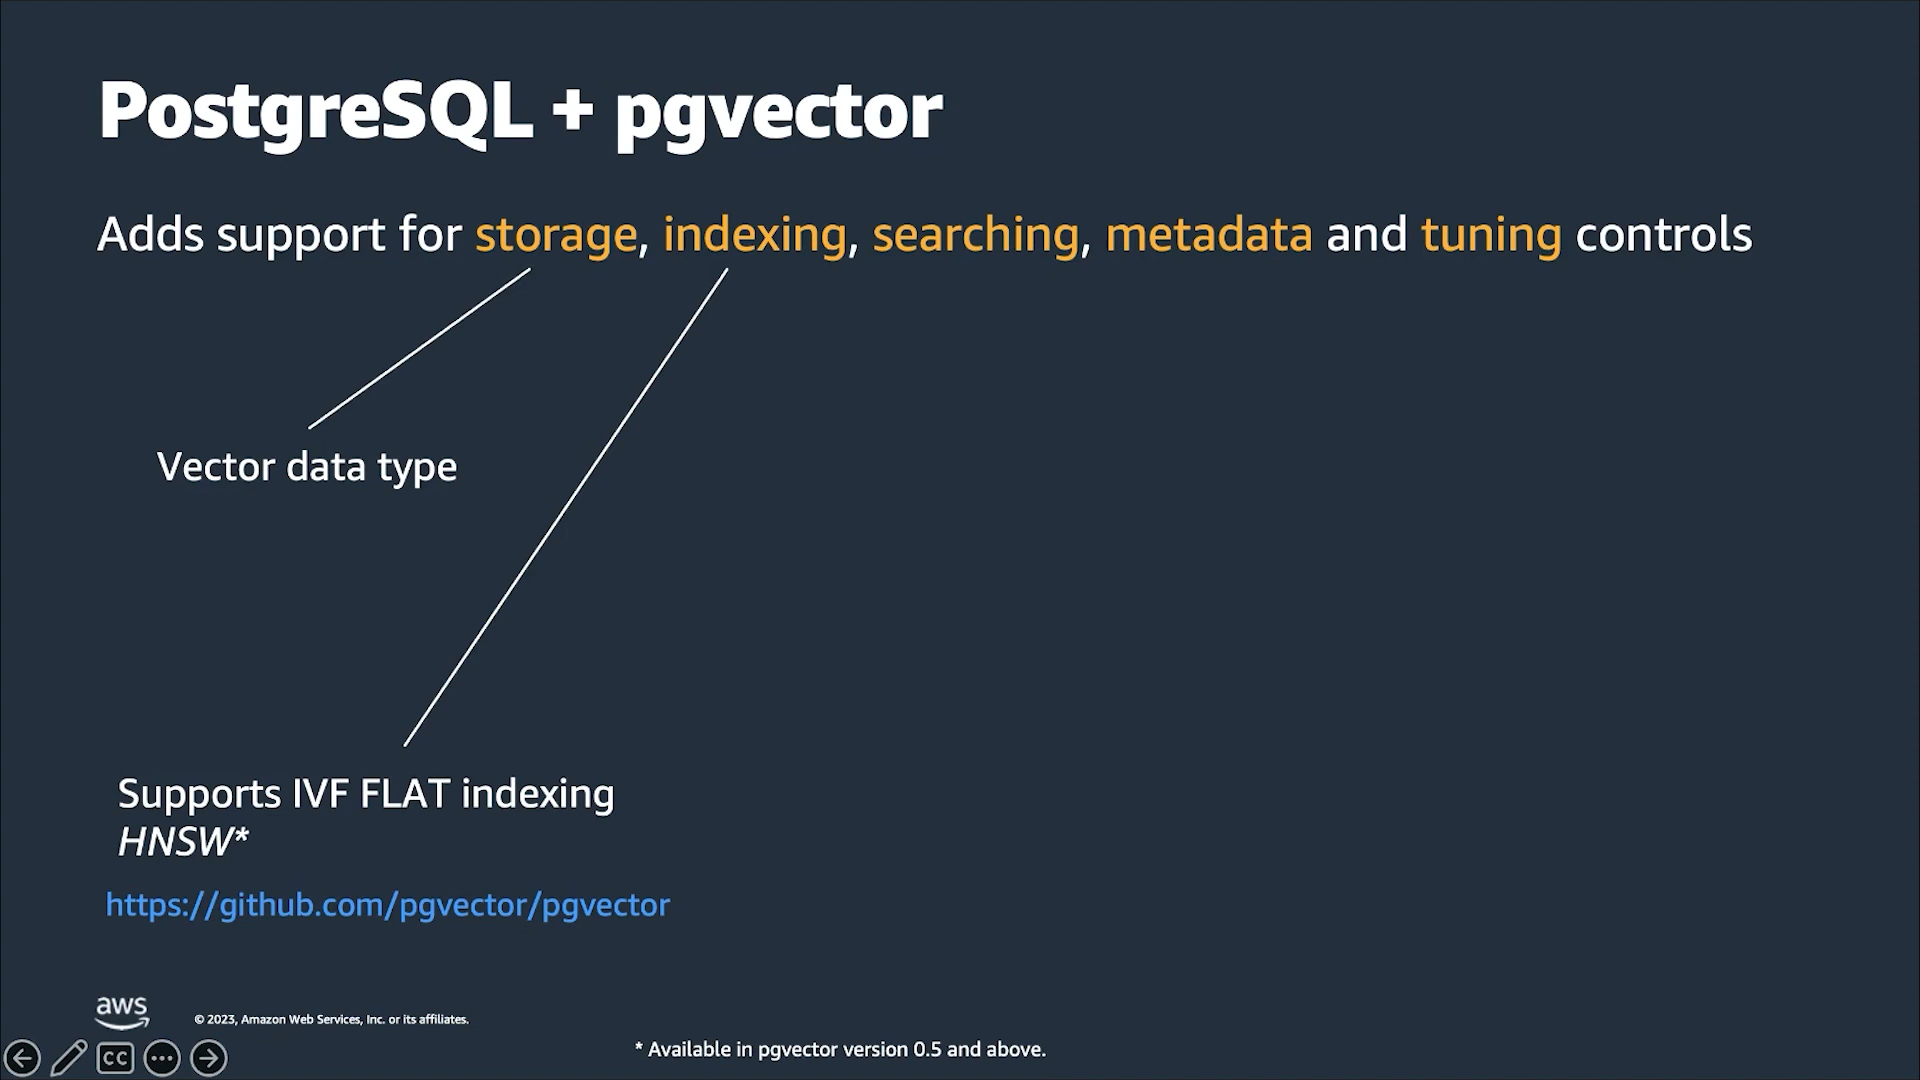 PostgreSQL + pgvector
Adds support for storage, indexing, searching, metadata and tuning controls
Vector data type
Supports IVF FLAT indexing
HNSW*
https://github.com/pgvector/pgvector
aws
© 2023, Amazon Web Services, Inc. or its affiliates.
* Available in pgvector version 0.5 and above.
CC